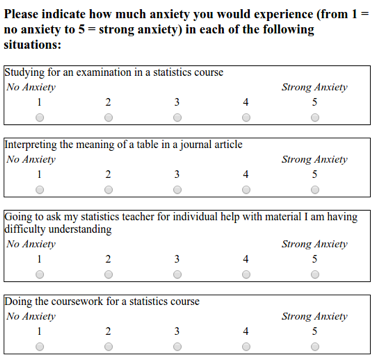 Please indicate how much anxiety you would experience (from 1 =
no anxiety to 5 = strong anxiety) in each of the following
situations:
Studying for an examination in a statistics course
No Anxiety Strong Anxiety
1 2 3 4 5
Interpreting the meaning of a table in a journal article
No Anxiety Strong Anxiety
1 2 3 4 5
Going to ask my statistics teacher for individual help with material I am having
difficulty understanding
No Anxiety Strong Anxiety
1 2 3 4 5
Doing the coursework for a statistics course
No Anxiety Strong Anxiety
1 2 3 4 5